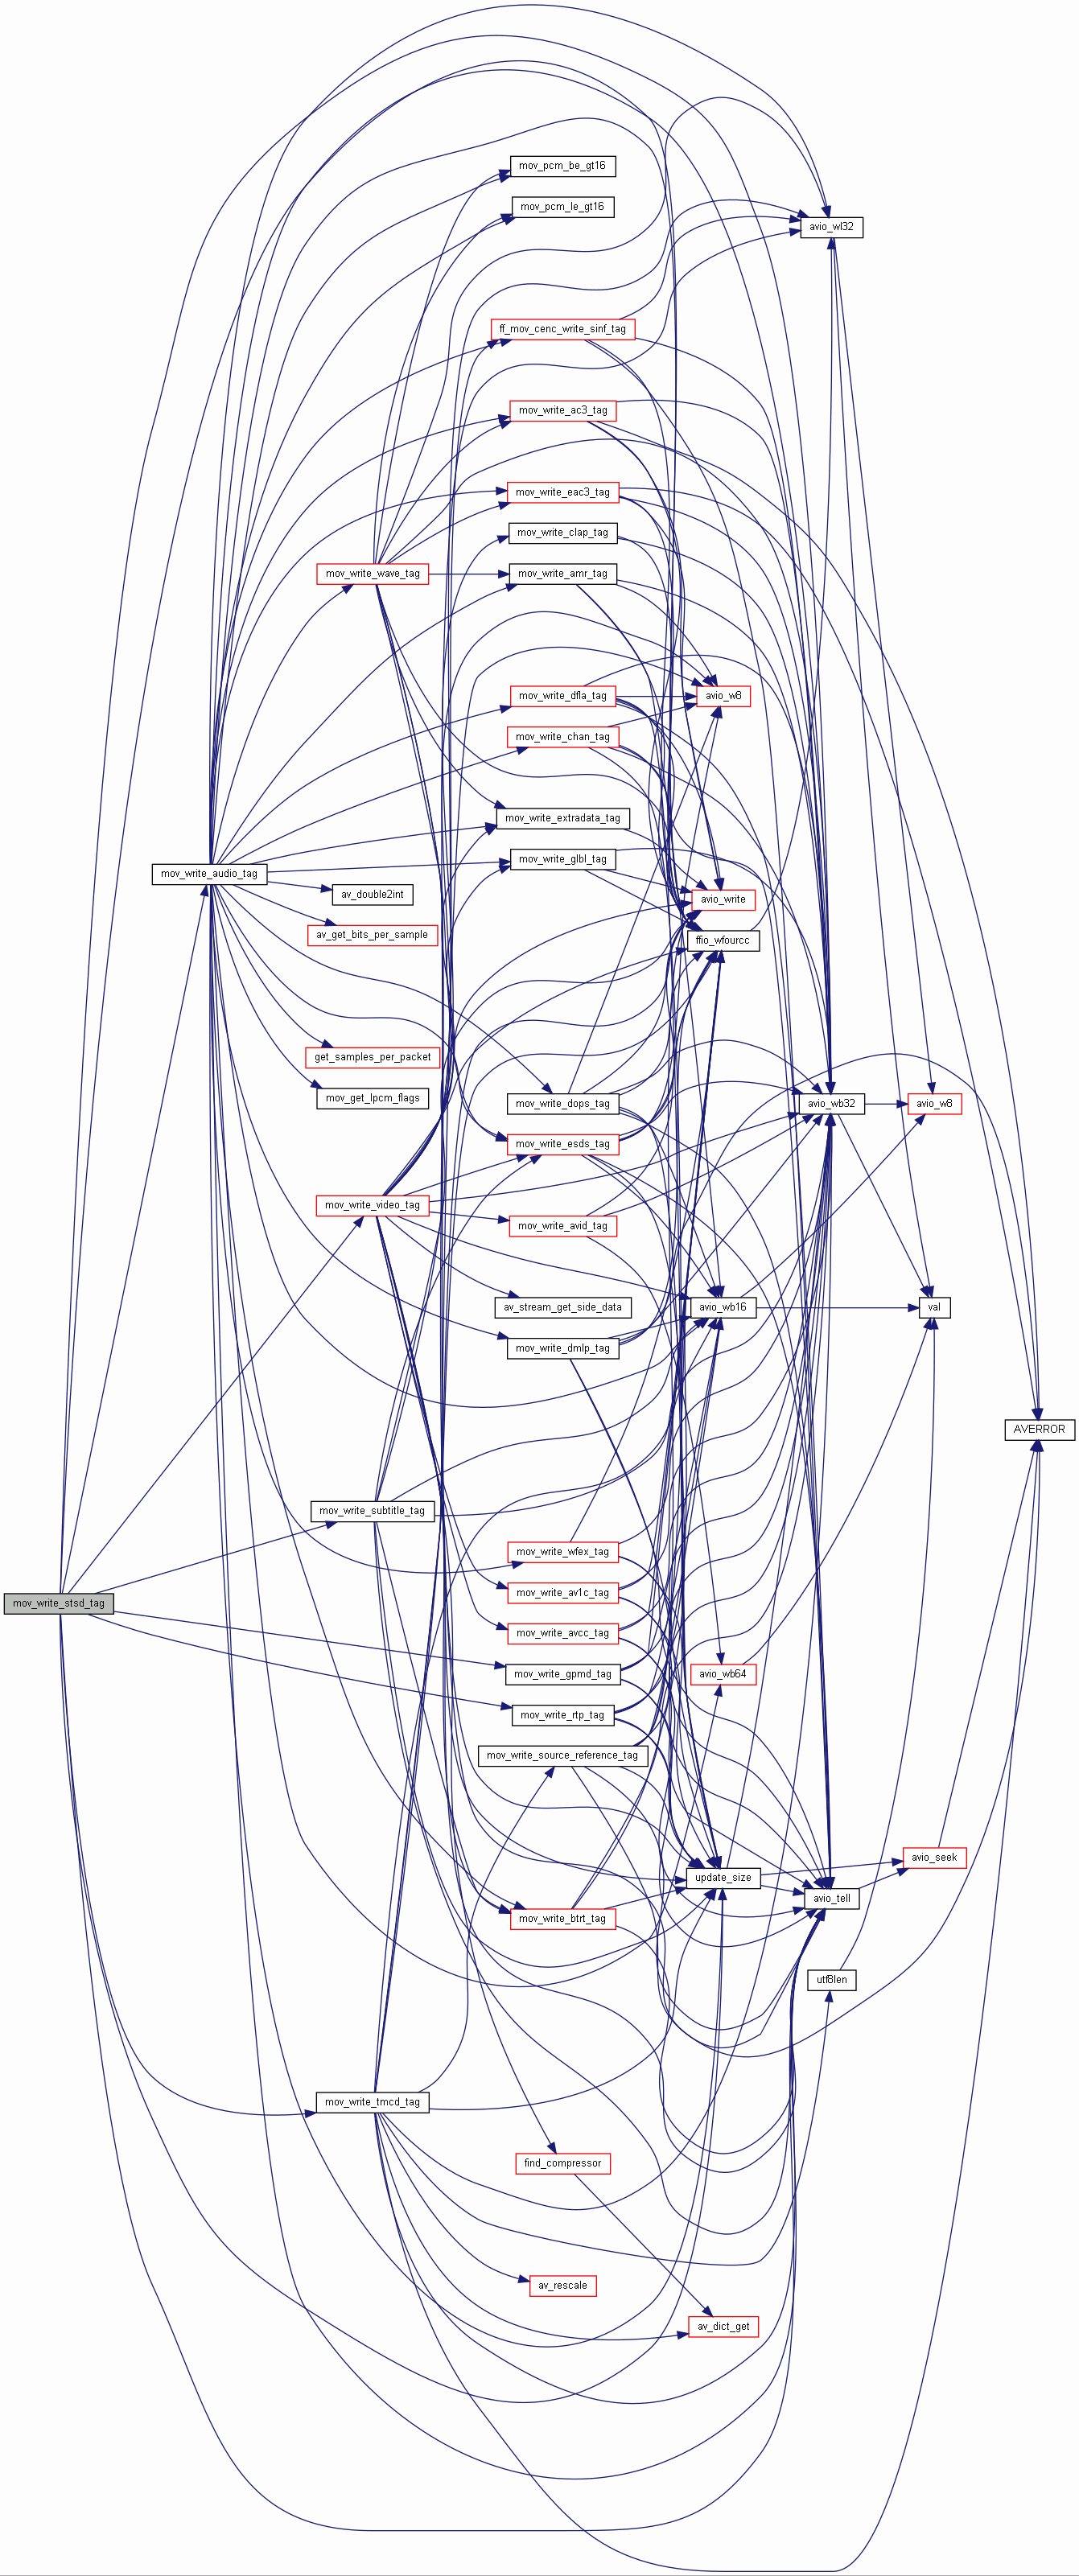 mov_pcm_be_gt16
mov_pcm_le_gt16
avio_wl32
ff_mov_cenc_write_sinf_tag
mov_write_ac3_tag
mov_write_eac3_tag
mov_write_clap_tag
mov_write_wave_tag
mov_write_amr_tag
mov_write_dfla_tag
avio_w8
mov_write_chan_tag
mov_write_extradata_tag
mov_write_glbl_tag
mov_write_audio_tag
av_double2int
avio_write
av_get_bits_per_sample
ffio_wfourcc
get_samples_per_packet
mov_get_lpcm_flags
mov_write_dops_tag
avio_wb32
avio_w8
mov_write_esds_tag
mov_write_video_tag
mov_write_avid_tag
av_stream_get_side_data
avio_wb16
val
mov_write_dmlp_tag
AVERROR
mov_write_subtitle_tag
mov_write_wfex_tag
mov_write_av1c_tag
mov_write_stsd_tag
mov_write_avcc_tag
mov_write_gpmd_tag
avio_wb64
mov_write_rtp_tag
mov_write_source_reference_tag
avio_seek
update_size
avio_tell
mov_write_btrt_tag
utf8len
mov_write_tmcd_tag
find_compressor
av_rescale
av_dict_get